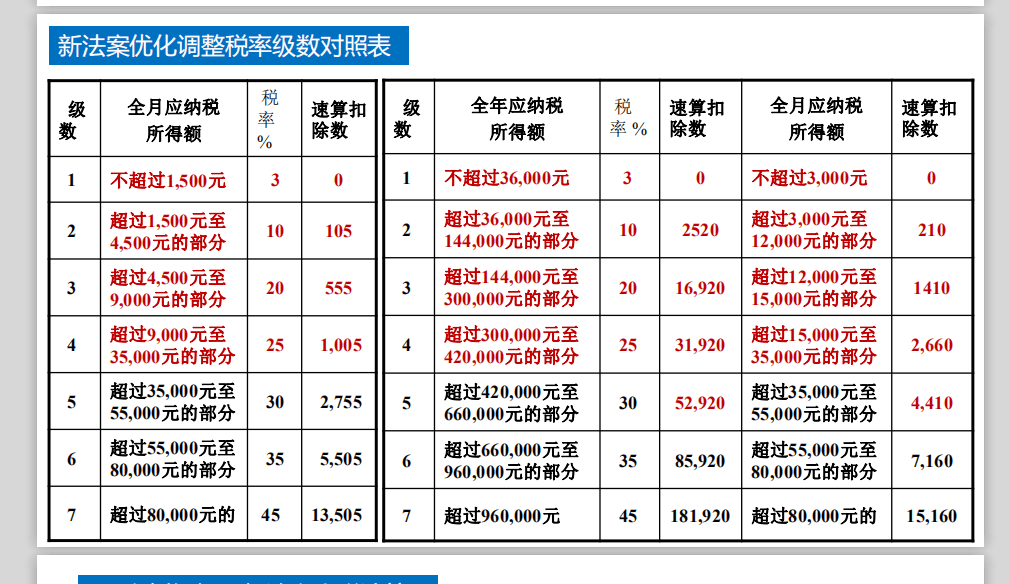 新法案优化调整税率级数对照表
级数 全月应纳税所得额 税率% 速算扣除数
1 不超过1,500元 3 0
2 超过1,500元至4,500元的部分 10 105
3 超过4,500元至9,000元的部分 20 555
4 超过9,000元至35,000元的部分 25 1,005
5 超过35,000元至55,000元的部分 30 2,755
6 超过55,000元至80,000元的部分 35 5,505
7 超过80,000元的 45 13,505
级数 全年应纳税所得额 税率 % 速算扣除数 全月应纳税所得额 速算扣除数
1 不超过36,000元 3 0 不超过3,000元 0
2 超过36,000元至144,000元的部分 10 2520 超过3,000元至12,000元的部分 210
3 超过144,000元至300,000元的部分 20 16,920 超过12,000元至15,000元的部分 1410
4 超过300,000元至420,000元的部分 25 31,920 超过15,000元至35,000元的部分 2,660
5 超过420,000元至660,000元的部分 30 52,920 超过35,000元至55,000元的部分 4,410
6 超过660,000元至960,000元的部分 35 85,920 超过55,000元至80,000元的部分 7,160
7 超过960,000元 45 181,920 超过80,000元的 15,160